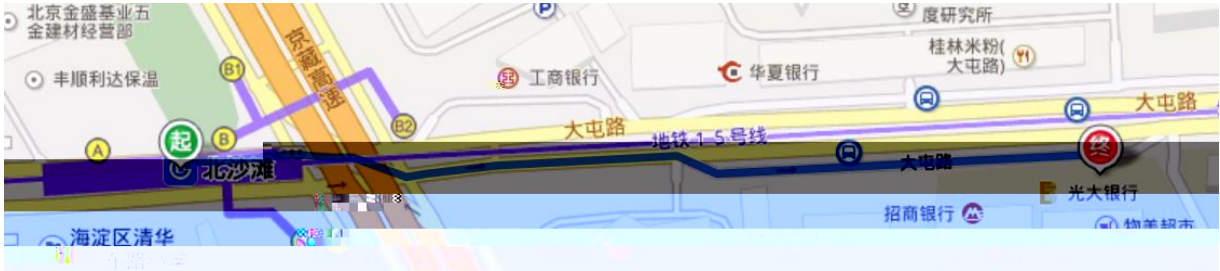 北京金盛基业五
金建材经营部
P
度研究所
京藏高速
桂林米粉(
大屯路)
B1
丰顺利达保温
工商银行
华夏银行
大屯路
B2
大屯路
起
B
A
地铁15号线
终
大屯路
北沙滩
光大银行
招商银行
物美超市
海淀区清华